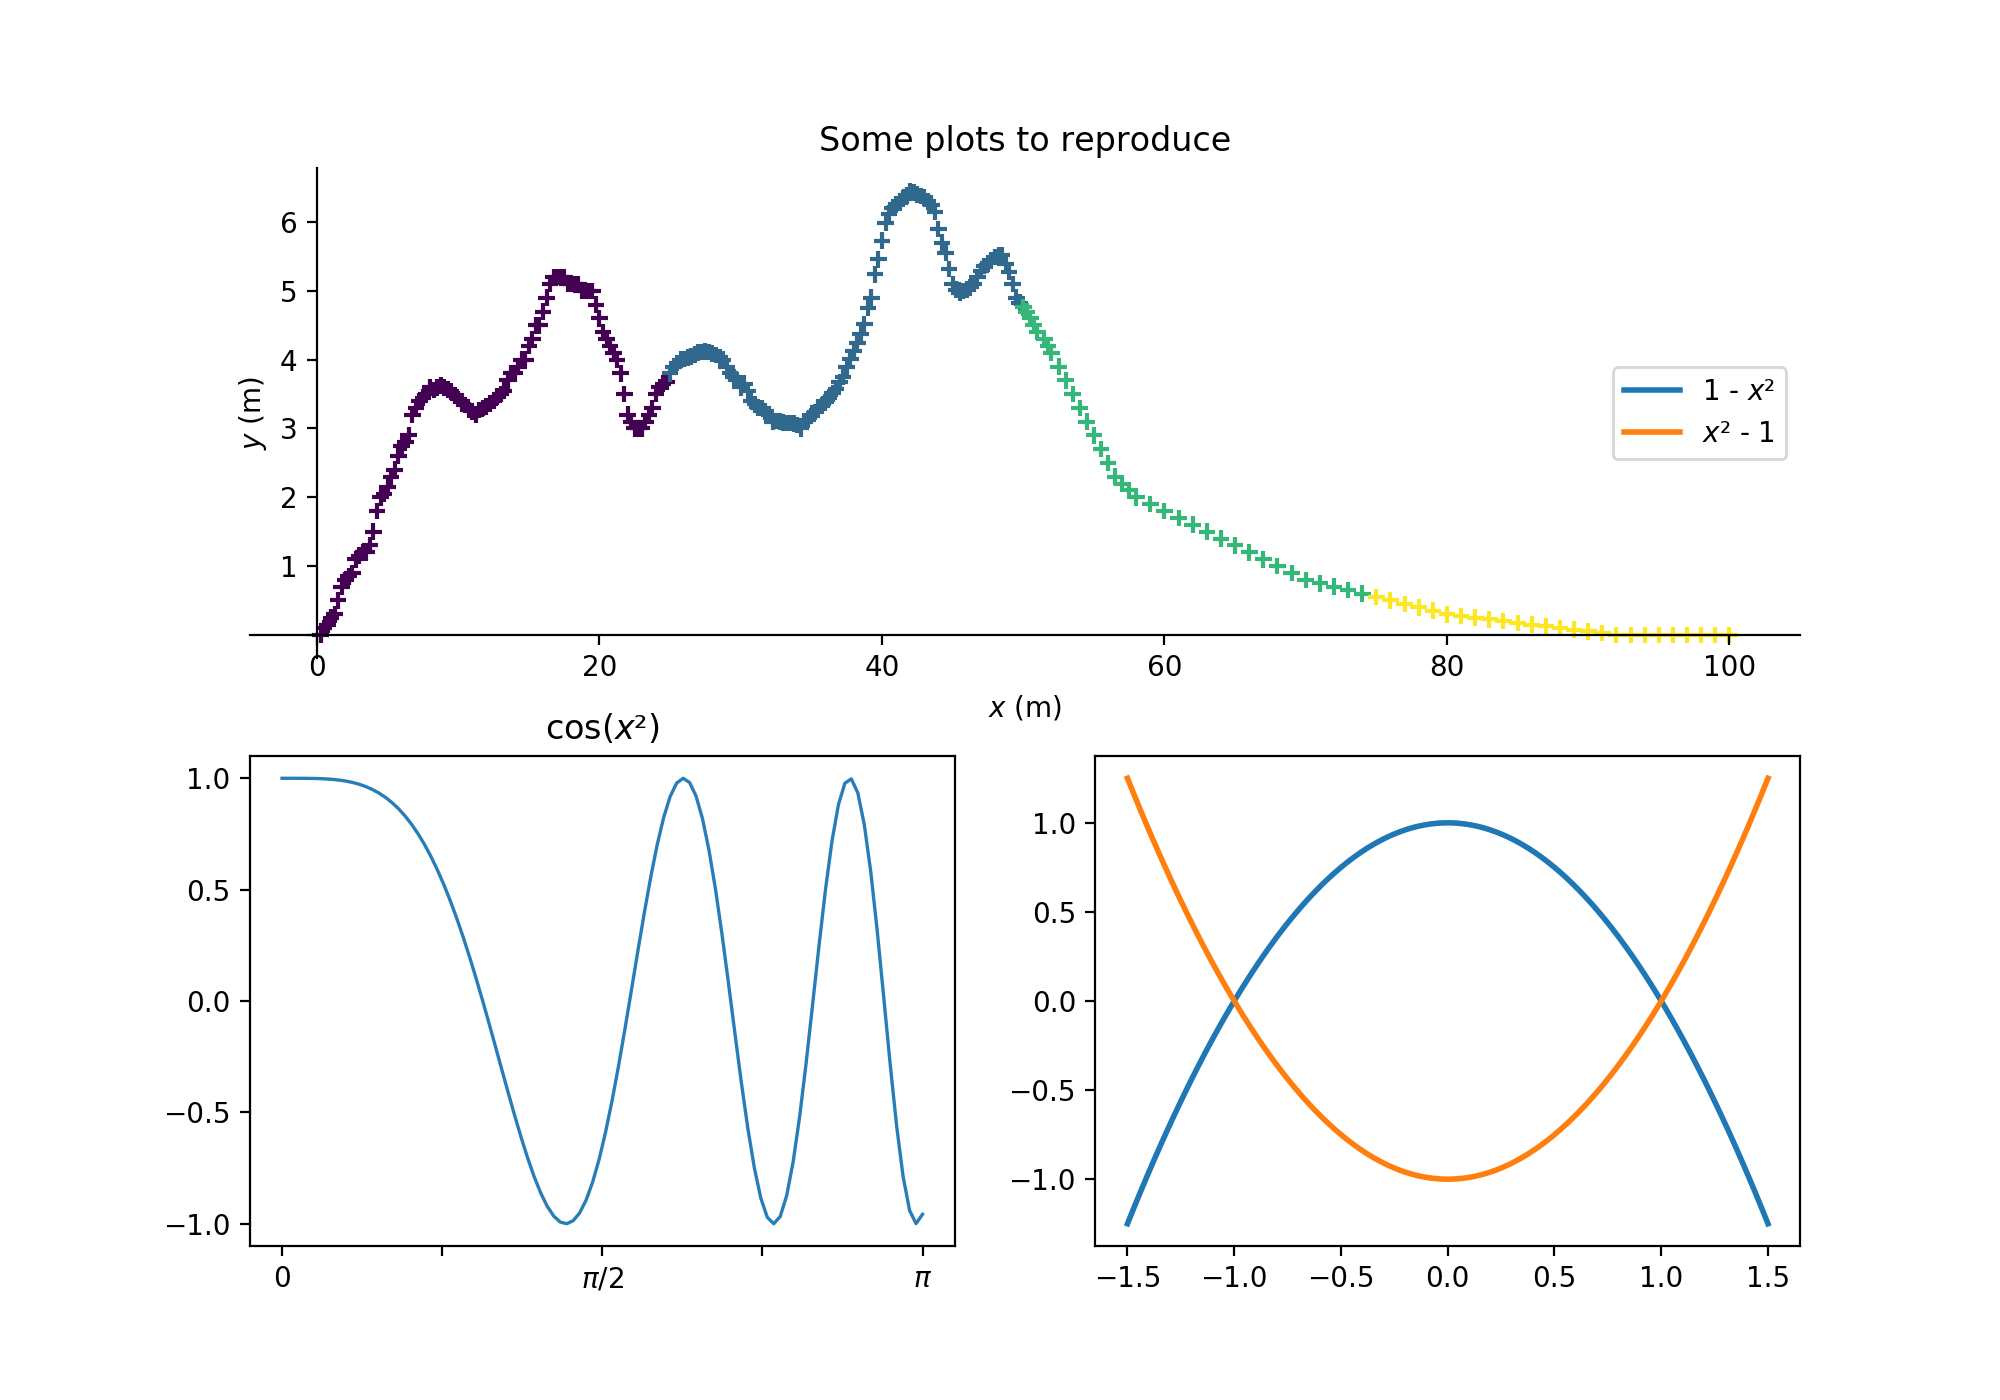 Some plots to reproduce
6
5
4
3
2
1
y (m)
0 20 40 60 80 100
x (m)
1 - x²
x² - 1
cos(x²)
1.0
0.5
0.0
−0.5
−1.0
0 π/2 π
1.0
0.5
0.0
−0.5
−1.0
−1.5 −1.0 −0.5 0.0 0.5 1.0 1.5